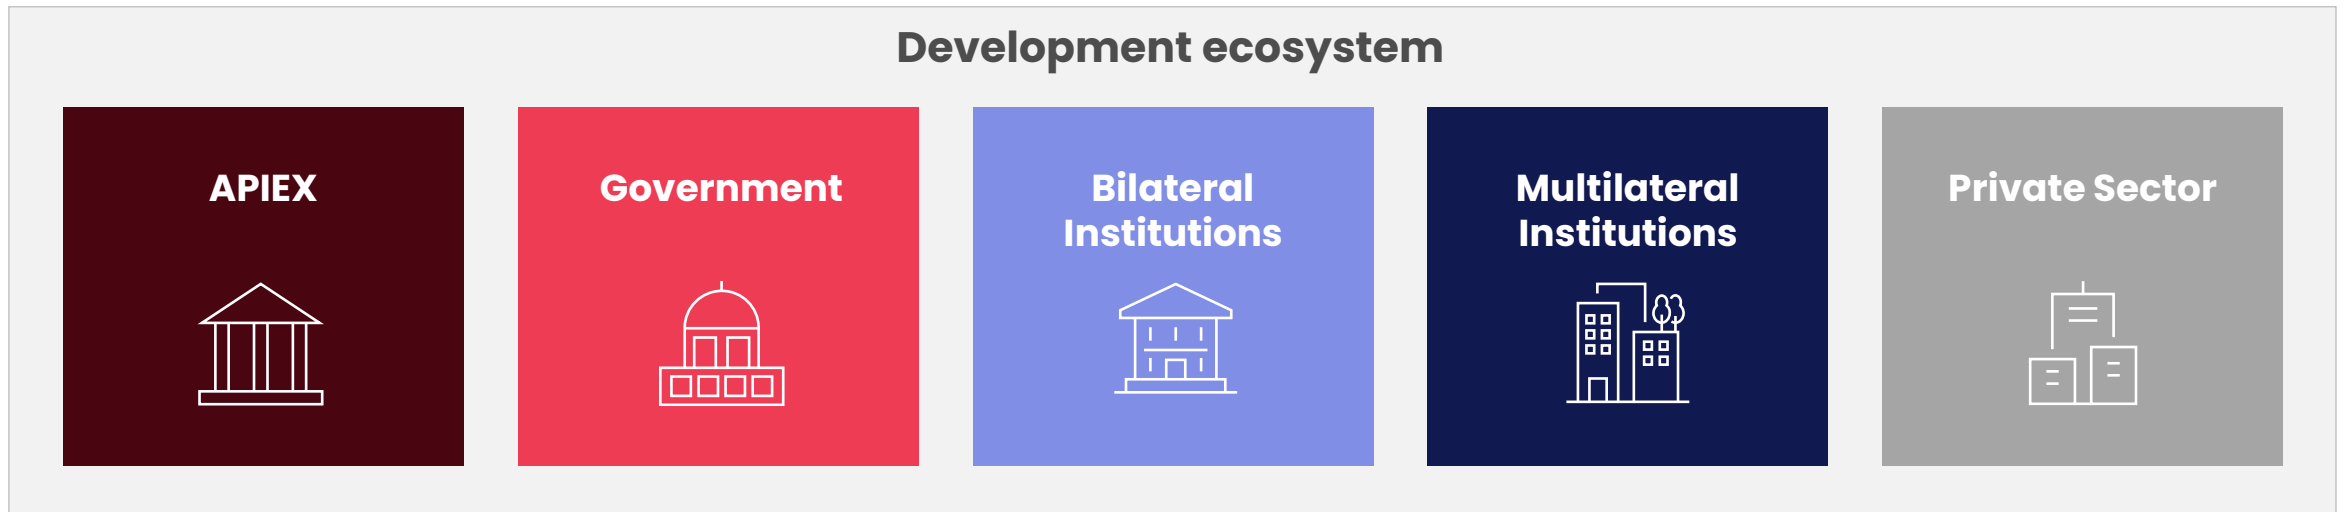 Development ecosystem
APIEX
Government
Bilateral
Institutions
Multilateral
Institutions
Private Sector